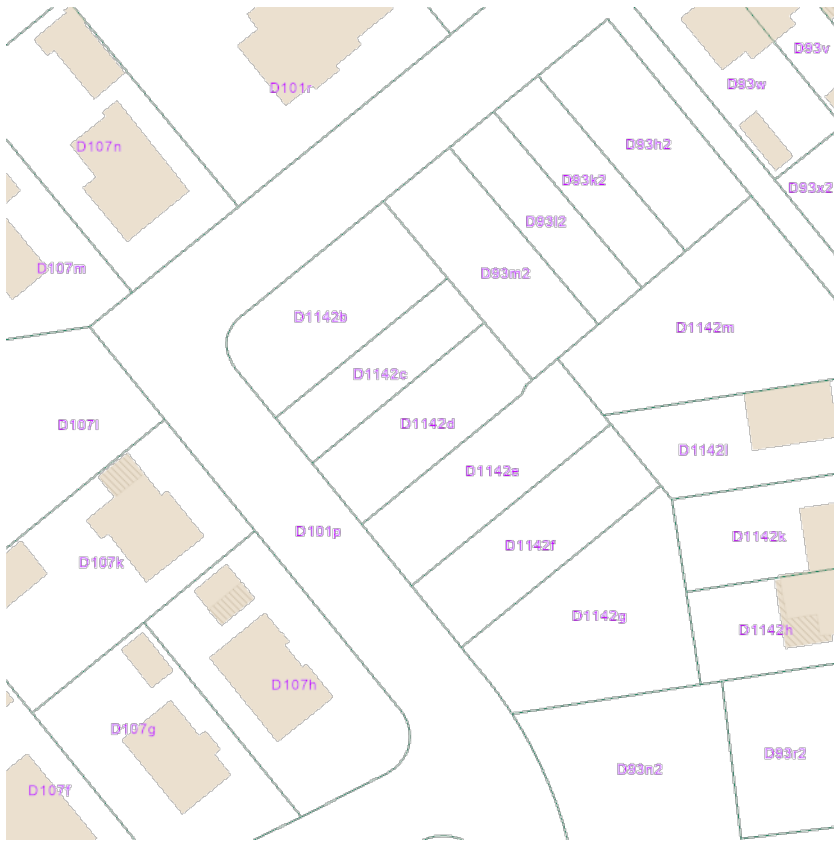 D93v
D93w
D101r
D93h2
D107n
D93k2
D93x2
D93l2
D107m
D93m2
D1142b
D1142m
D1142c
D107l
D1142d
D1142l
D1142e
D101p
D1142k
D1142f
D107k
D1142g
D1142h
D107h
D107g
D93r2
D93n2
D107f